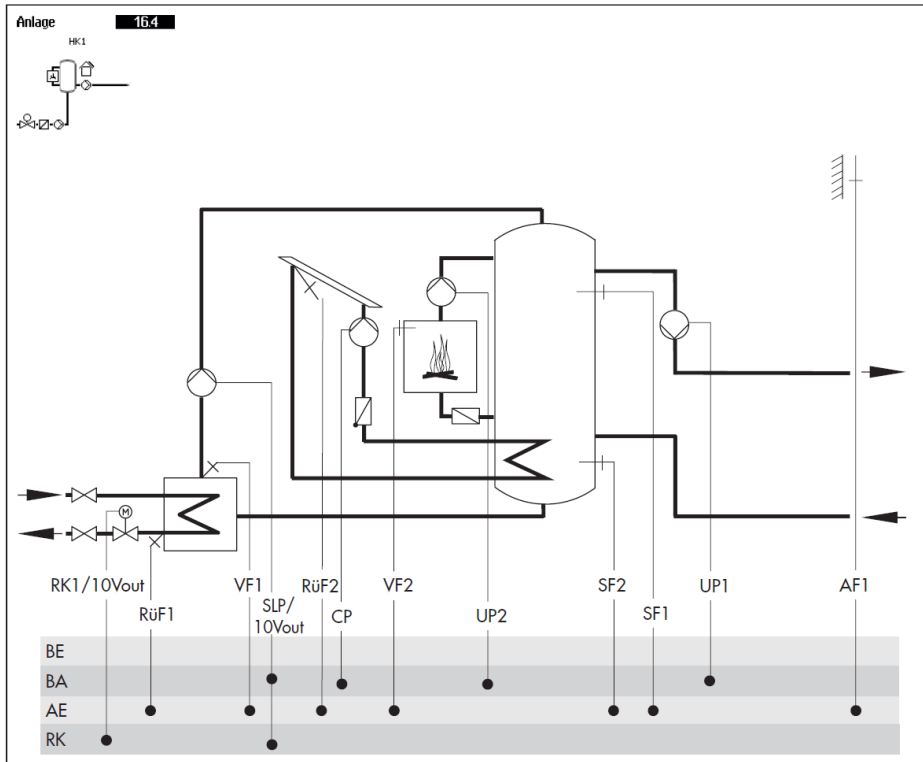 Anlage 16.4
HK1
M
RK1/10Vout VF1 RüF2 VF2 SF2 UP1 AF1
RüF1 SLP/ CP UP2 SF1
10Vout
BE
BA
AE
RK